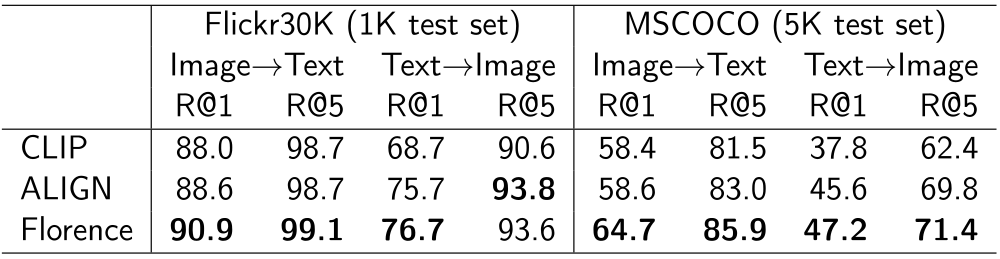 Flickr30K (1K test set) MSCOCO (5K test set)
Image→Text Text→Image Image→Text Text→Image
R@1 R@5 R@1 R@5 R@1 R@5 R@1 R@5
CLIP 88.0 98.7 68.7 90.6 58.4 81.5 37.8 62.4
ALIGN 88.6 98.7 75.7 93.8 58.6 83.0 45.6 69.8
Florence 90.9 99.1 76.7 93.6 64.7 85.9 47.2 71.4